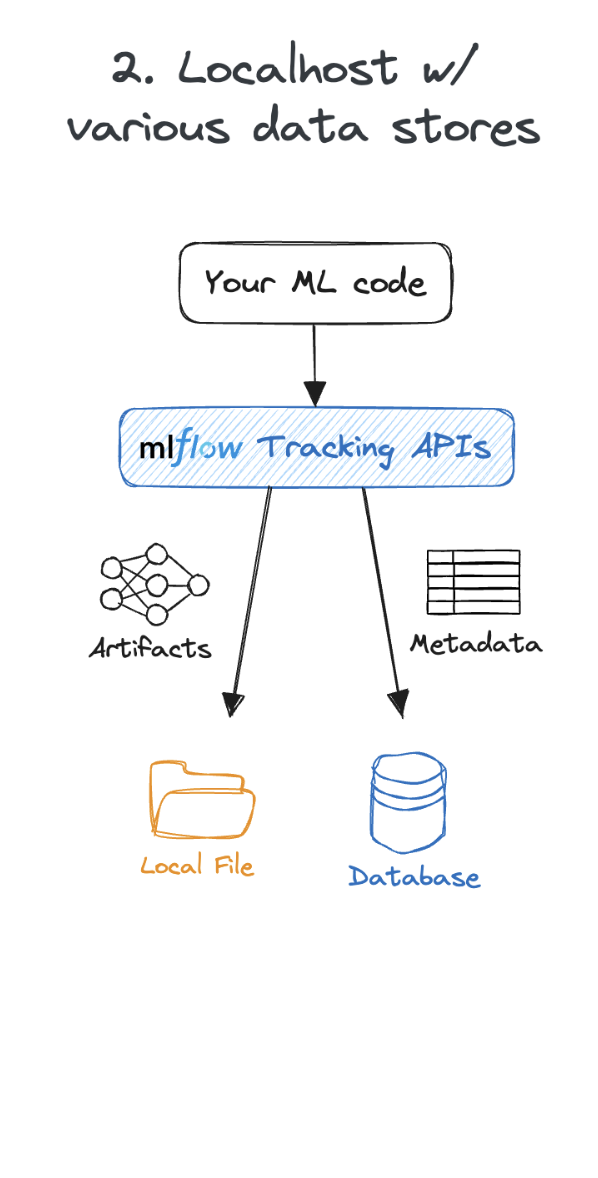 2. Localhost w/
various data stores
Your ML code
mlflow Tracking APIs
Artifacts
Metadata
Local File
Database